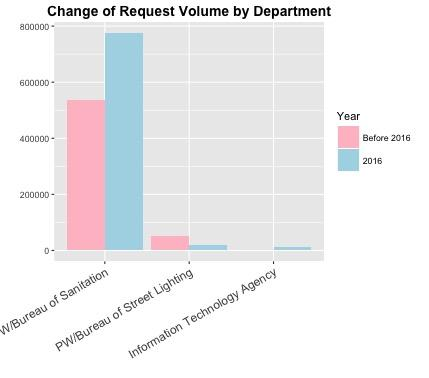 Change of Request Volume by Department
800000
600000
400000
200000
0
W/Bureau of Sanitation
PW/Bureau of Street Lighting
Information Technology Agency
Year
Before 2016
2016